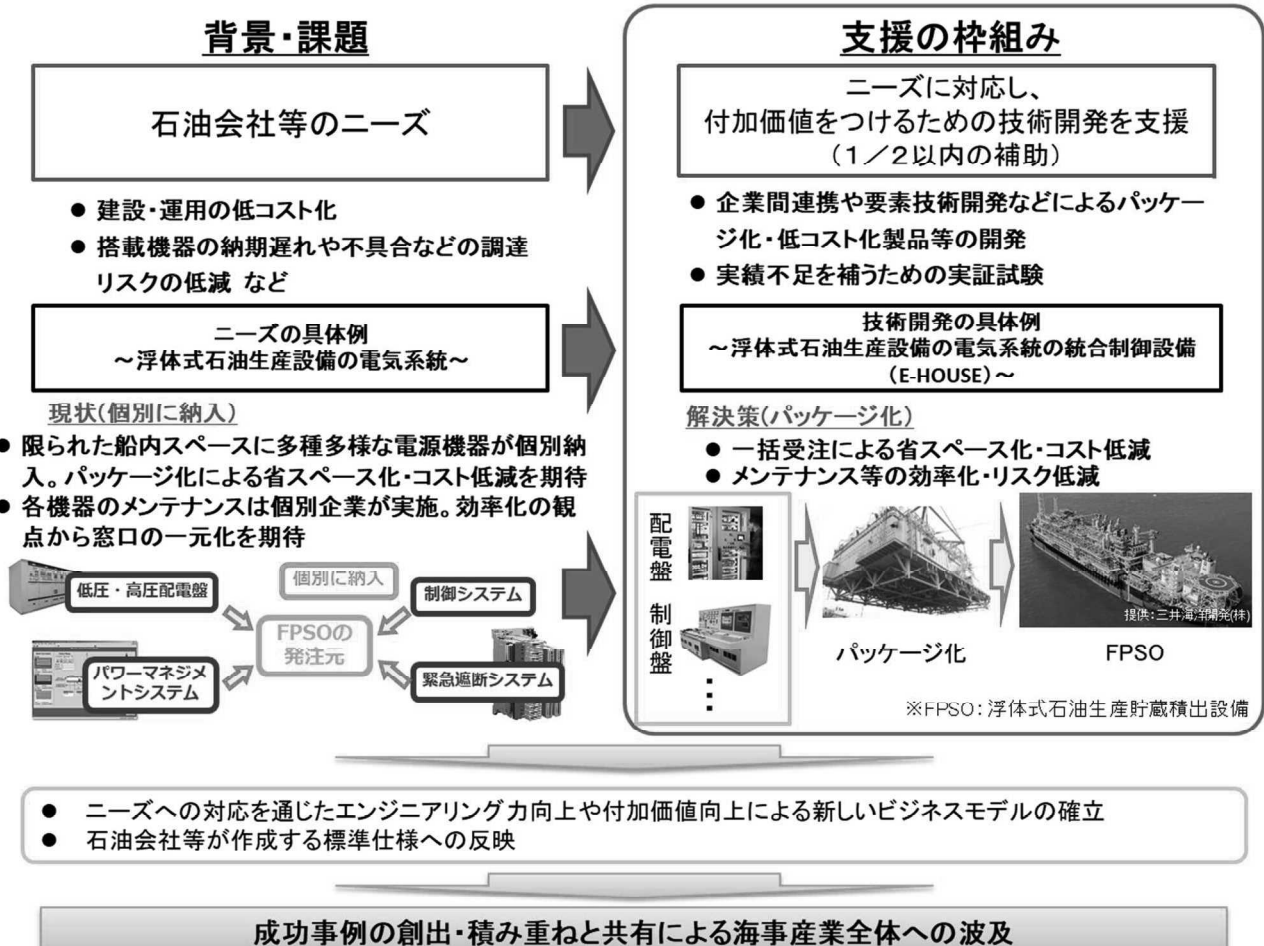 背景・課題
石油会社等のニーズ
● 建設・運用の低コスト化
● 搭載機器の納期遅れや不具合などの調達
リスクの低減 など
ニーズの具体例
～浮体式石油生産設備の電気系統～
現状(個別に納入)
● 限られた船内スペースに多種多様な電源機器が個別納
入。パッケージ化による省スペース化・コスト低減を期待
● 各機器のメンテナンスは個別企業が実施。効率化の観
点から窓口の一元化を期待
低圧・高圧配電盤
個別に納入
制御システム
FPSOの
発注元
パワーマネジメ
ントシステム
緊急遮断システム
支援の枠組み
ニーズに対応し、
付加価値をつけるための技術開発を支援
(1／2以内の補助)
● 企業間連携や要素技術開発などによるパッケー
ジ化・低コスト化製品等の開発
● 実績不足を補うための実証試験
技術開発の具体例
～浮体式石油生産設備の電気系統の統合制御設備
(E-HOUSE)～
解決策(パッケージ化)
● 一括受注による省スペース化・コスト低減
● メンテナンス等の効率化・リスク低減
配電盤
制御盤
⋮
パッケージ化
提供：三井海洋開発(株)
FPSO
※FPSO：浮体式石油生産貯蔵積出設備
● ニーズへの対応を通じたエンジニアリング力向上や付加価値向上による新しいビジネスモデルの確立
● 石油会社等が作成する標準仕様への反映
成功事例の創出・積み重ねと共有による海事産業全体への波及